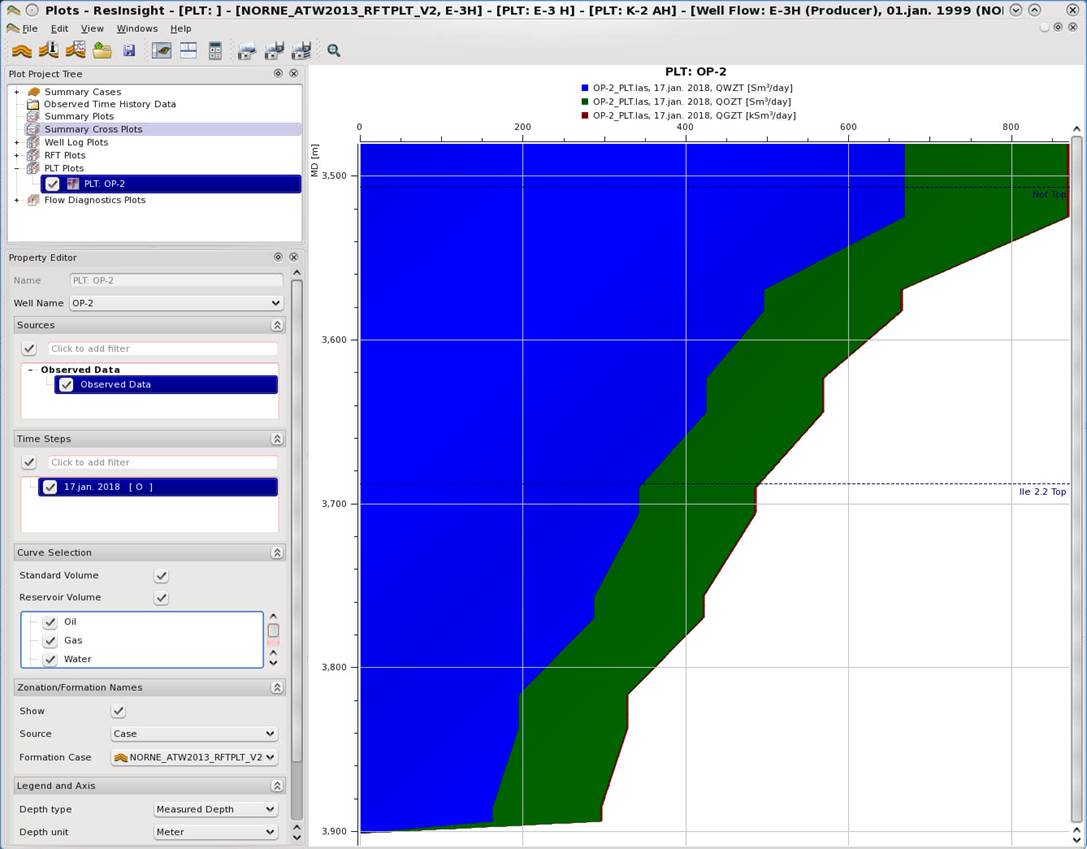 Plots - ResInsight - [PLT: ] - [NORNE_ATW2013_RFTPLT_V2, E-3H] - [PLT: E-3 H] - [PLT: K-2 AH] - [Well Flow: E-3H (Producer), 01.jan. 1999 (NO
File Edit View Windows Help
Plot Project Tree
Summary Cases
Observed Time History Data
Summary Plots
Summary Cross Plots
Well Log Plots
RFT Plots
PLT Plots
PLT: OP-2
Flow Diagnostics Plots
Property Editor
Name PLT: OP-2
Well Name OP-2
Sources
Click to add filter
Observed Data
Observed Data
Time Steps
Click to add filter
17.jan. 2018 [ O ]
Curve Selection
Standard Volume
Reservoir Volume
Oil
Gas
Water
Zonation/Formation Names
Show
Source Case
Formation Case NORNE_ATW2013_RFTPLT_V2
Legend and Axis
Depth type Measured Depth
Depth unit Meter
PLT: OP-2
OP-2_PLT.las, 17.jan. 2018, QWZT [Sm³/day]
OP-2_PLT.las, 17.jan. 2018, QOZT [Sm³/day]
OP-2_PLT.las, 17.jan. 2018, QGZT [kSm³/day]
0 200 400 600 800
MD [m]
3,500
Not Top
3,600
Ile 2.2 Top
3,700
3,800
3,900